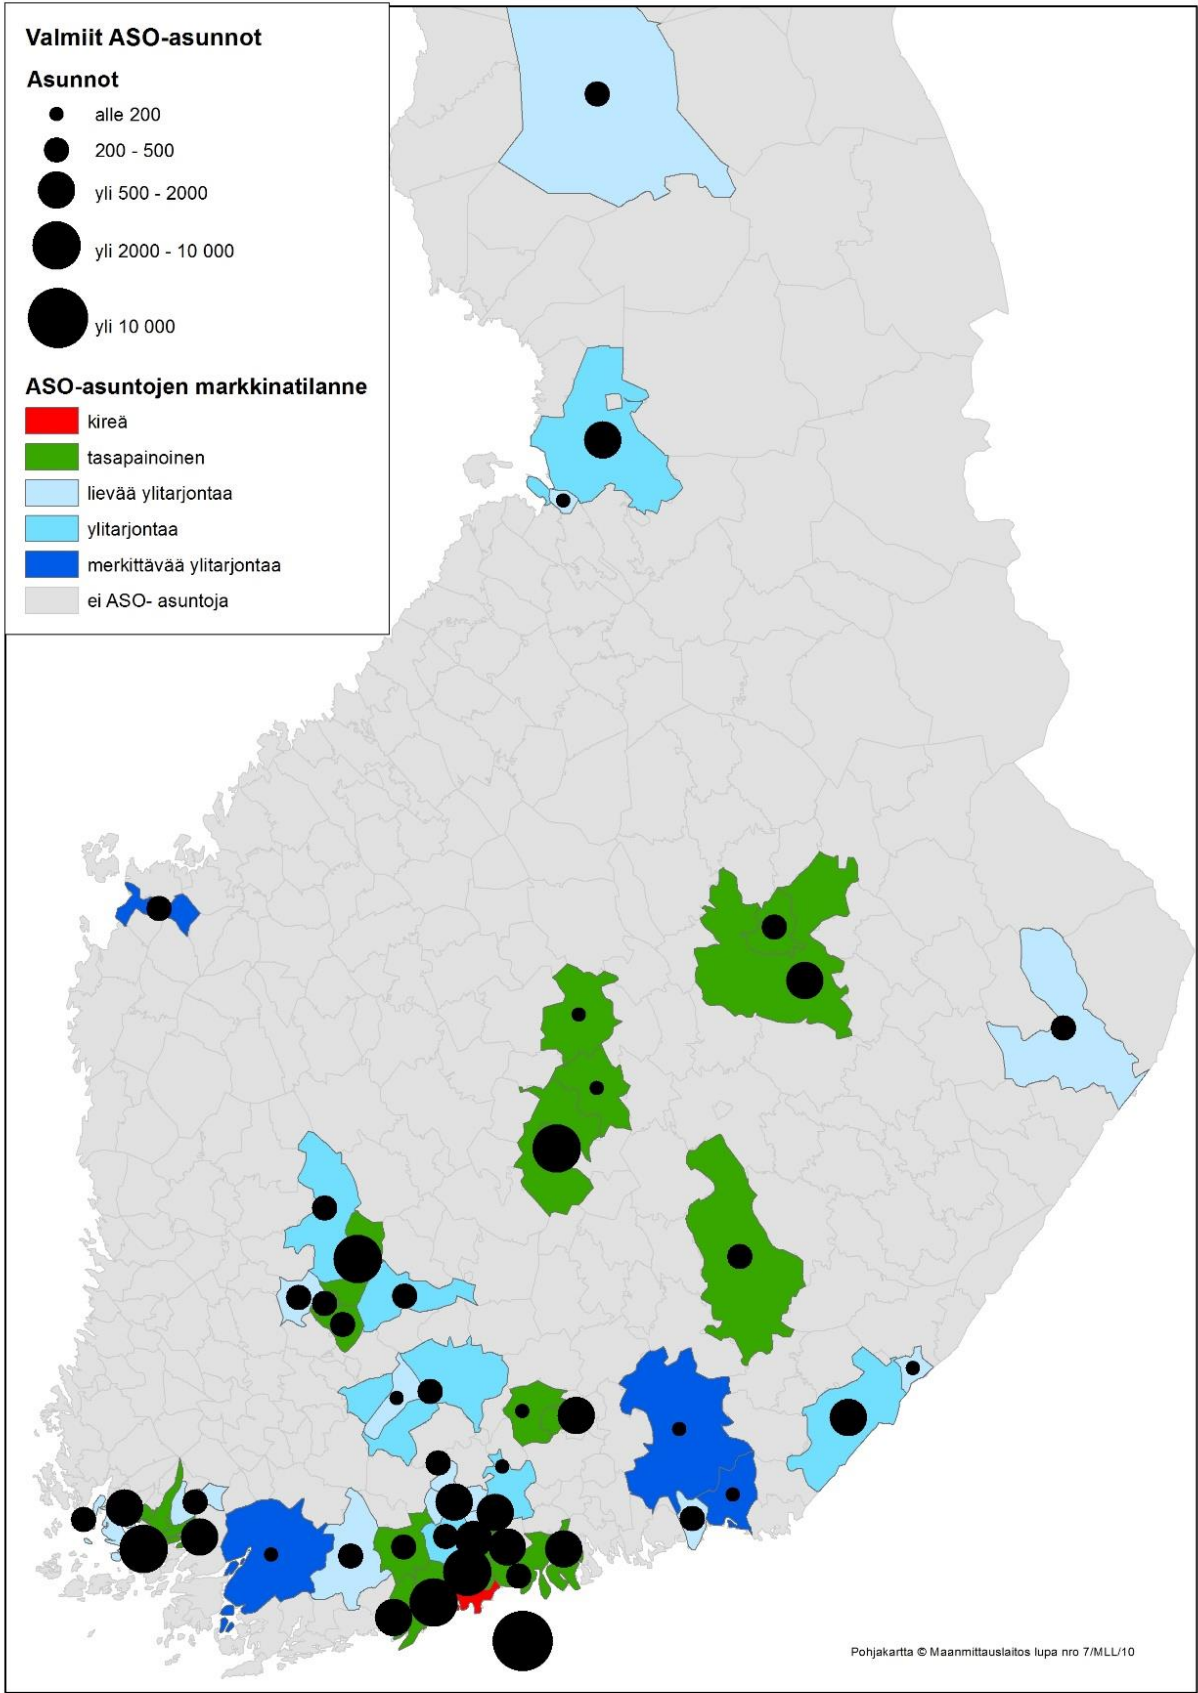 Valmiit ASO-asunnot
Asunnot
alle 200
200 - 500
yli 500 - 2000
yli 2000 - 10 000
yli 10 000
ASO-asuntojen markkinatilanne
kireä
tasapainoinen
lievää ylitarjontaa
ylitarjontaa
merkittävää ylitarjontaa
ei ASO- asuntoja
Pohjakartta © Maanmittauslaitos lupa nro 7/MLL/10